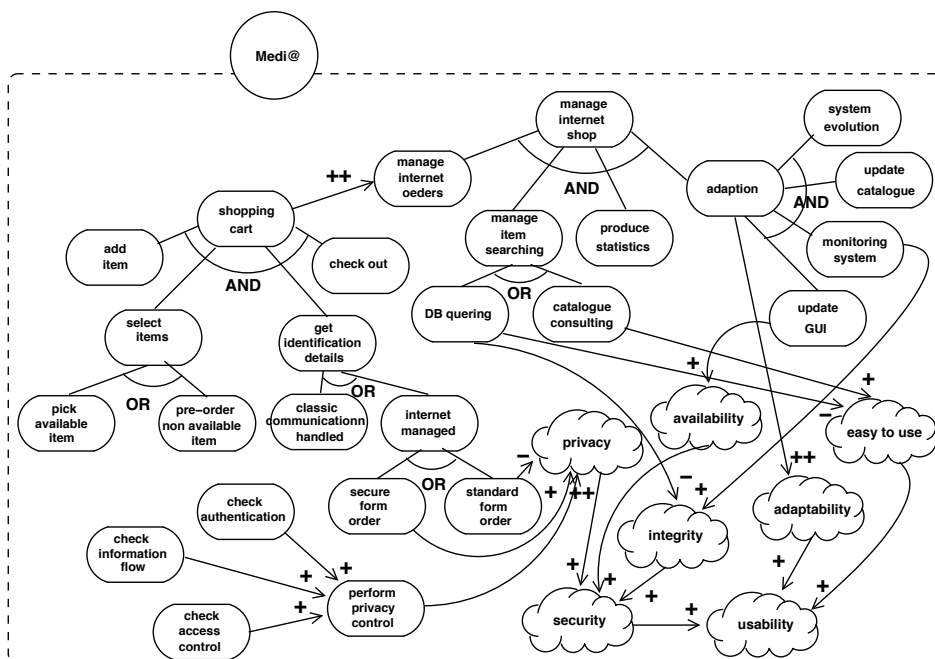 Medi@
manage
internet
shop
system
evolution
++
manage
internet
oeders
AND
adaption
update
catalogue
AND
shopping
cart
manage
item
searching
produce
statistics
monitoring
system
add
item
check out
AND
OR
DB quering
catalogue
consulting
update
GUI
select
items
get
identification
details
+
+
OR
OR
pick
available
item
pre-order
non available
item
classic
communicationn
handled
internet
managed
privacy
availability
-
easy to use
-
++
OR
secure
form
order
standard
form
order
+
++
-
+
check
authentication
integrity
adaptability
check
information
flow
+
+
+
perform
privacy
control
+
+
+
+
+
check
access
control
security
+
usability